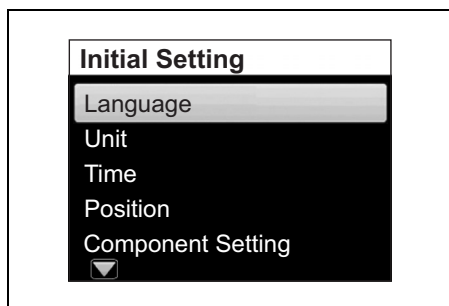 Initial Setting
Language
Unit
Time
Position
Component Setting